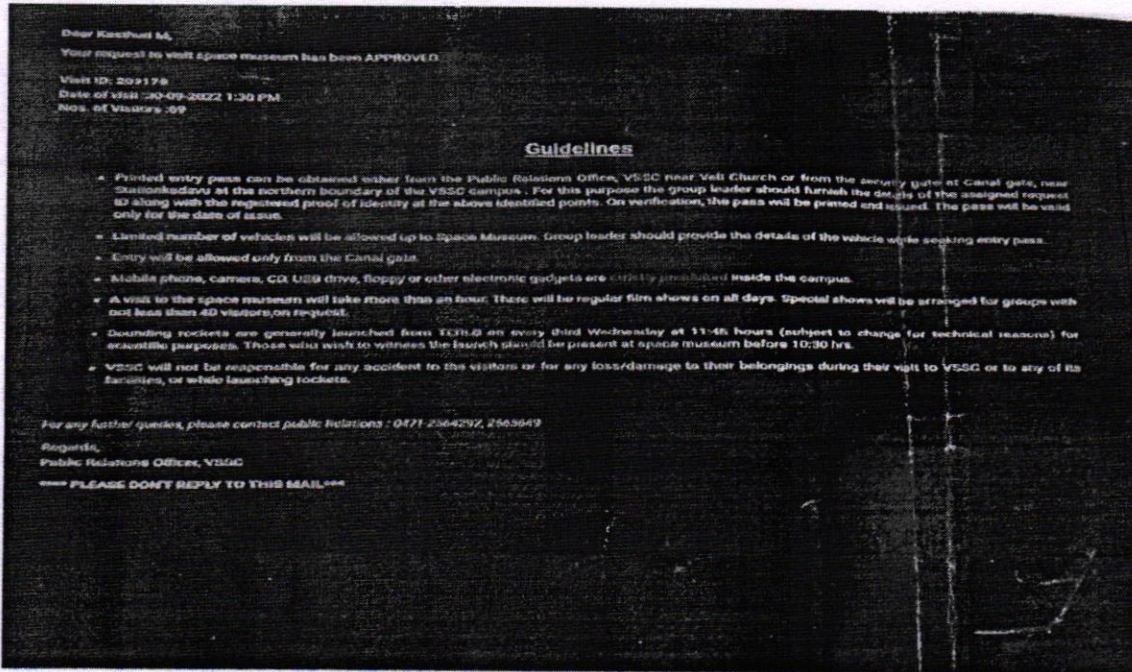 Dear Kasthuri M,
Your request to visit space museum has been APPROVED
Visit ID: 202179
Date of visit :30-09-2022 1:30 PM
Nos. of Visitors :69
Guidelines
Printed entry pass can be obtained either from the Public Relations Office, VSSC near Veli Church or from the security gate at Canal gate, near
Stationkadavu at the northern boundary of the VSSC campus . For this purpose the group leader should furnish the details of the assigned request
ID along with the registered proof of identity at the above identified points. On verification, the pass will be printed and issued. The pass will be valid
only for the date of issue.
Limited number of vehicles will be allowed up to Space Museum. Group leader should provide the details of the vehicle while seeking entry pass.
Entry will be allowed only from the Canal gate.
Mobile phone, camera, CD, USB drive, floppy or other electronic gadgets are strictly prohibited inside the campus.
A visit to the space museum will take more than an hour. There will be regular film shows on all days. Special shows will be arranged for groups with
not less than 40 visitors,on request.
Sounding rockets are generally launched from TERLS on every third Wednesday at 11:45 hours (subject to change for technical reasons) for
scientific purposes. Those who wish to witness the launch should be present at space museum before 10:30 hrs.
VSSC will not be responsible for any accident to the visitors or for any loss/damage to their belongings during their visit to VSSC or to any of its
facilities, or while launching rockets.
For any further queries, please contact public Relations : 0471-2564292,
Regards,
Public Relations Officer, VSSC
**** PLEASE DON'T REPLY TO THIS MAIL***